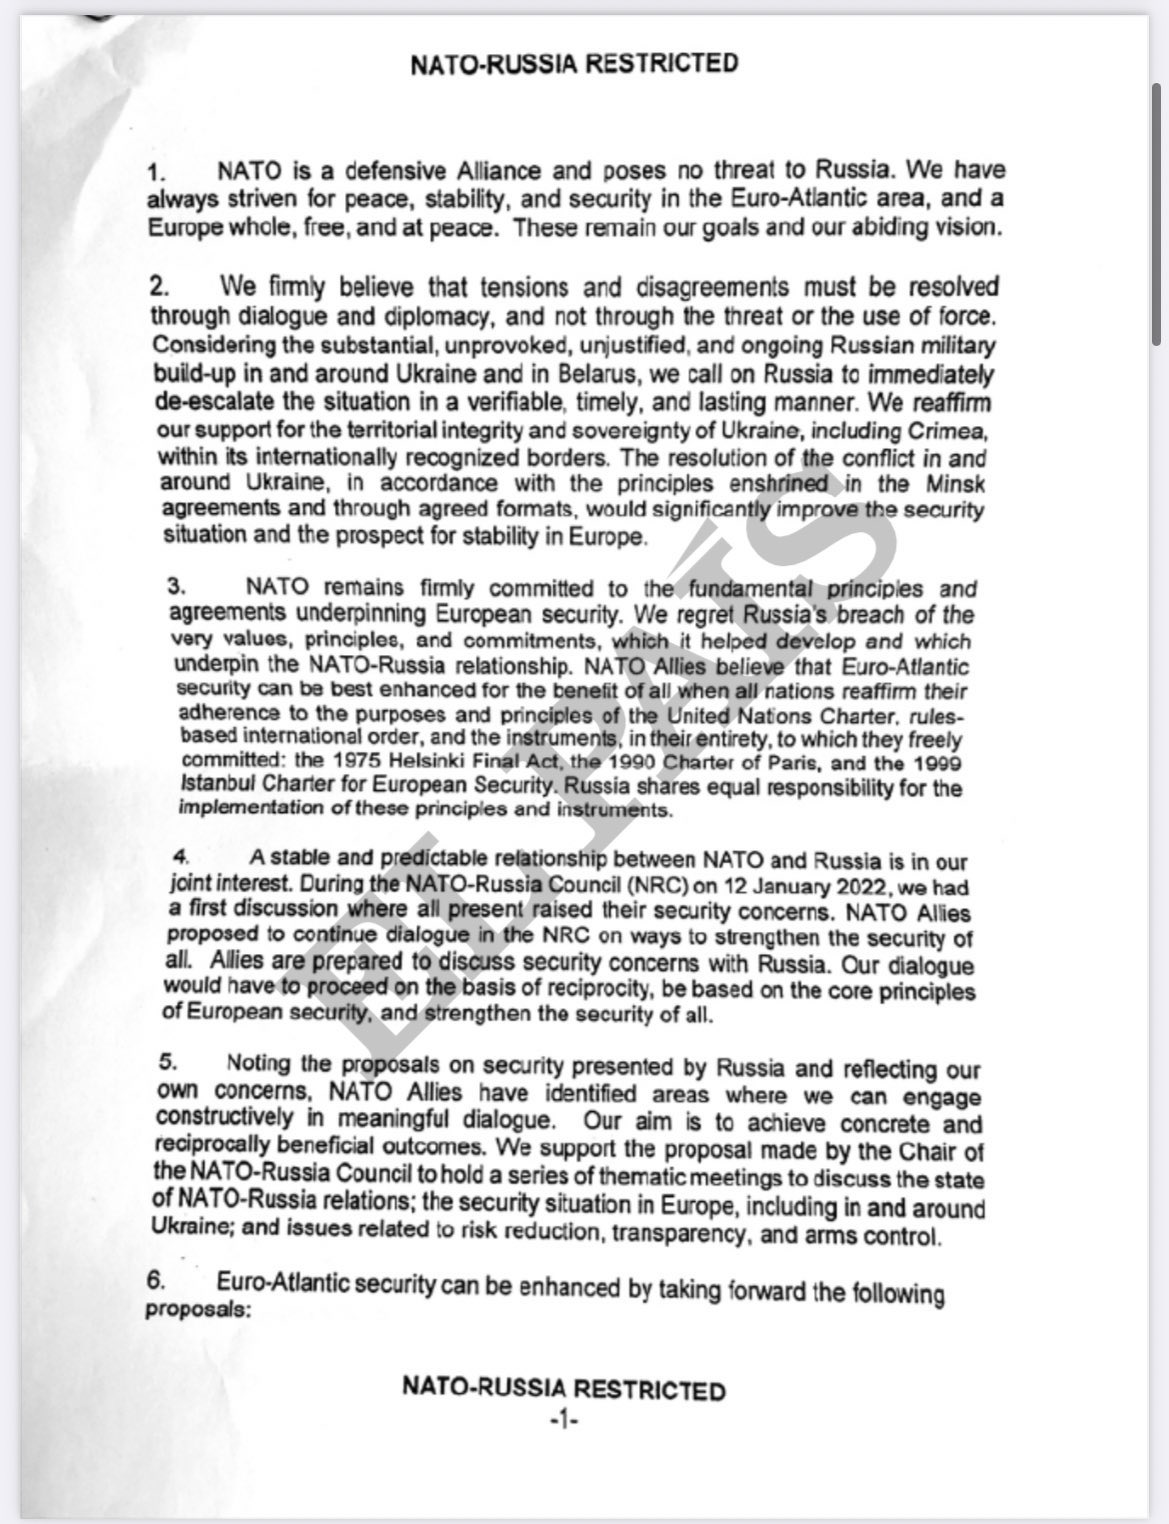 NATO-RUSSIA RESTRICTED
1. NATO is a defensive Alliance and poses no threat to Russia. We have
always striven for peace, stability, and security in the Euro-Atlantic area, and a
Europe whole, free, and at peace. These remain our goals and our abiding vision.
2. We firmly believe that tensions and disagreements must be resolved
through dialogue and diplomacy, and not through the threat or the use of force.
Considering the substantial, unprovoked, unjustified, and ongoing Russian military
build-up in and around Ukraine and in Belarus, we call on Russia to immediately
de-escalate the situation in a verifiable, timely, and lasting manner. We reaffirm
our support for the territorial integrity and sovereignty of Ukraine, including Crimea,
within its internationally recognized borders. The resolution of the conflict in and
around Ukraine, in accordance with the principles enshrined in the Minsk
agreements and through agreed formats, would significantly improve the security
situation and the prospect for stability in Europe.
3. NATO remains firmly committed to the fundamental principles and
agreements underpinning European security. We regret Russia's breach of the
very values, principles, and commitments, which it helped develop and which
underpin the NATO-Russia relationship. NATO Allies believe that Euro-Atlantic
security can be best enhanced for the benefit of all when all nations reaffirm their
adherence to the purposes and principles of the United Nations Charter, rules-
based international order, and the instruments, in their entirety, to which they freely
committed: the 1975 Helsinki Final Act, the 1990 Charter of Paris, and the 1999
Istanbul Charter for European Security. Russia shares equal responsibility for the
implementation of these principles and instruments.
4. A stable and predictable relationship between NATO and Russia is in our
joint interest. During the NATO-Russia Council (NRC) on 12 January 2022, we had
a first discussion where all present raised their security concerns. NATO Allies
proposed to continue dialogue in the NRC on ways to strengthen the security of
all. Allies are prepared to discuss security concerns with Russia. Our dialogue
would have to proceed on the basis of reciprocity, be based on the core principles
of European security, and strengthen the security of all.
5. Noting the proposals on security presented by Russia and reflecting our
own concerns, NATO Allies have identified areas where we can engage
constructively in meaningful dialogue. Our aim is to achieve concrete and
reciprocally beneficial outcomes. We support the proposal made by the Chair of
the NATO-Russia Council to hold a series of thematic meetings to discuss the state
of NATO-Russia relations; the security situation in Europe, including in and around
Ukraine; and issues related to risk reduction, transparency, and arms control.
6. Euro-Atlantic security can be enhanced by taking forward the following
proposals:
NATO-RUSSIA RESTRICTED
-1-
EL PAÍS